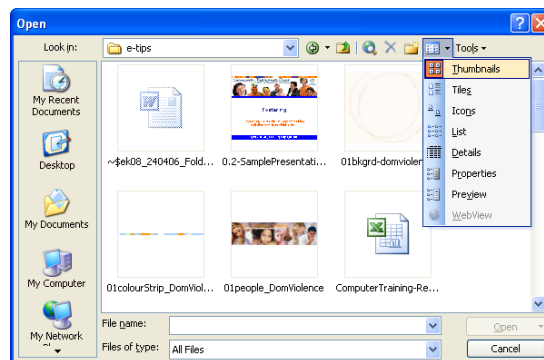 Open
Look in:
e-tips
Tools
Thumbnails
Tiles
Icons
List
Details
Properties
Preview
WebView
My Recent
Documents
Desktop
My Documents
My Computer
My Network
Fostering
~$ek08_240406_Fold...
0.2-SamplePresentati...
01bkgrd-domviolen
01colourStrip_DomViol...
01people_DomViolence
ComputerTraining-Re...
File name:
Open
Files of type:
All Files
Cancel